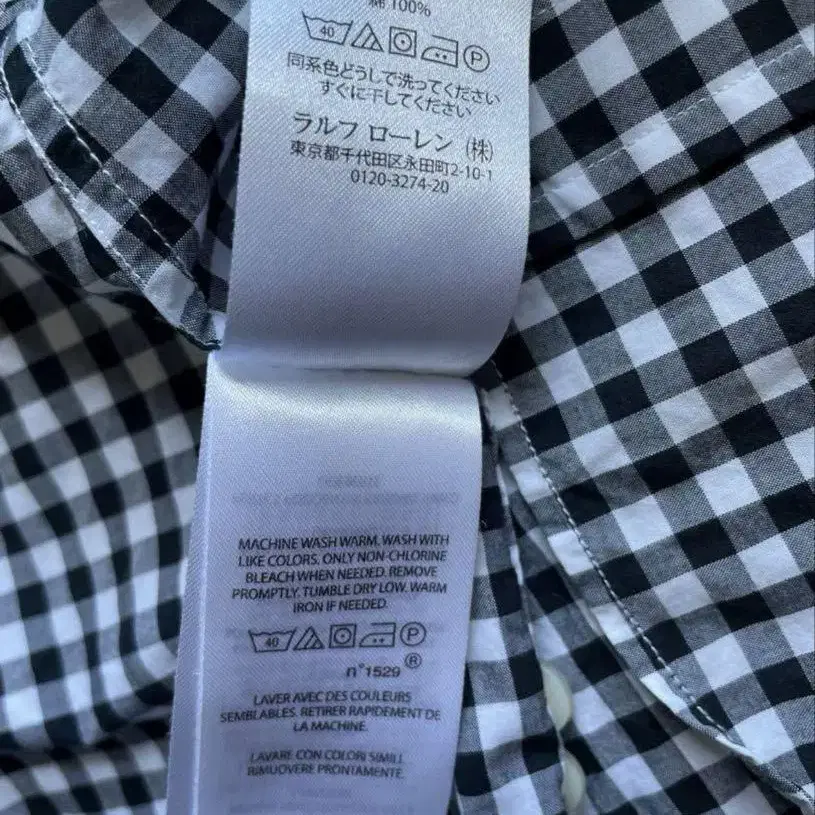 綿 100%
40 P
同系色どうしで洗ってください
すぐに干してください
ラルフ ローレン (株)
東京都千代田区永田町2-10-1
0120-3274-20
MACHINE WASH WARM. WASH WITH
LIKE COLORS. ONLY NON-CHLORINE
BLEACH WHEN NEEDED. REMOVE
PROMPTLY. TUMBLE DRY LOW. WARM
IRON IF NEEDED.
40 P
n°1529 ®
LAVER AVEC DES COULEURS
SEMBLABLES. RETIRER RAPIDEMENT DE
LA MACHINE.
LAVARE CON COLORI SIMILI.
RIMUOVERE PRONTAMENTE.